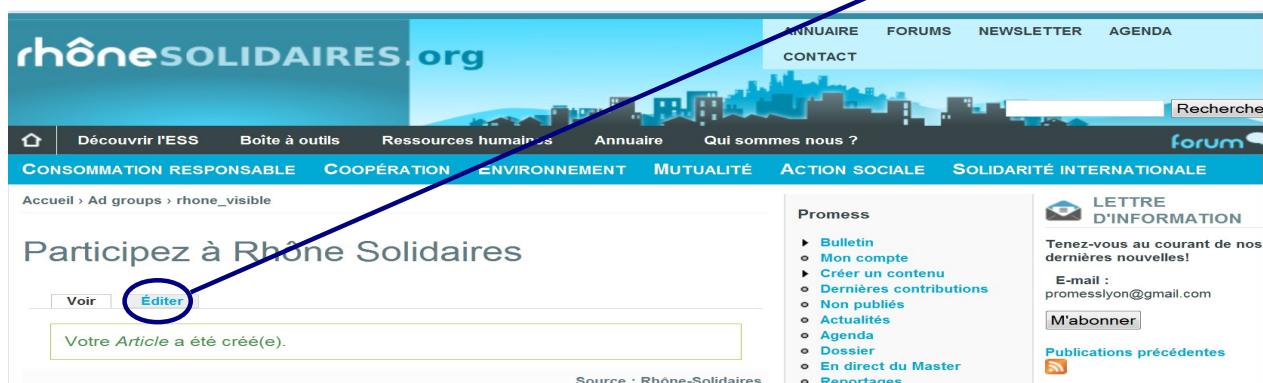 rhôneSOLIDAIRES.org
ANNUAIRE FORUMS NEWSLETTER AGENDA
CONTACT
Recherche
Découvrir l'ESS Boîte à outils Ressources humaines Annuaire Qui sommes nous ? forum
CONSOMMATION RESPONSABLE COOPÉRATION ENVIRONNEMENT MUTUALITÉ ACTION SOCIALE SOLIDARITÉ INTERNATIONALE
Accueil › Ad groups › rhone_visible
Participez à Rhône Solidaires
Voir Éditer
Votre Article a été créé(e).
Source : Rhône-Solidaires
Promess
Bulletin
Mon compte
Créer un contenu
Dernières contributions
Non publiés
Actualités
Agenda
Dossier
En direct du Master
Reportages
LETTRE
D'INFORMATION
Tenez-vous au courant de nos
dernières nouvelles!
E-mail :
promesslyon@gmail.com
M'abonner
Publications précédentes